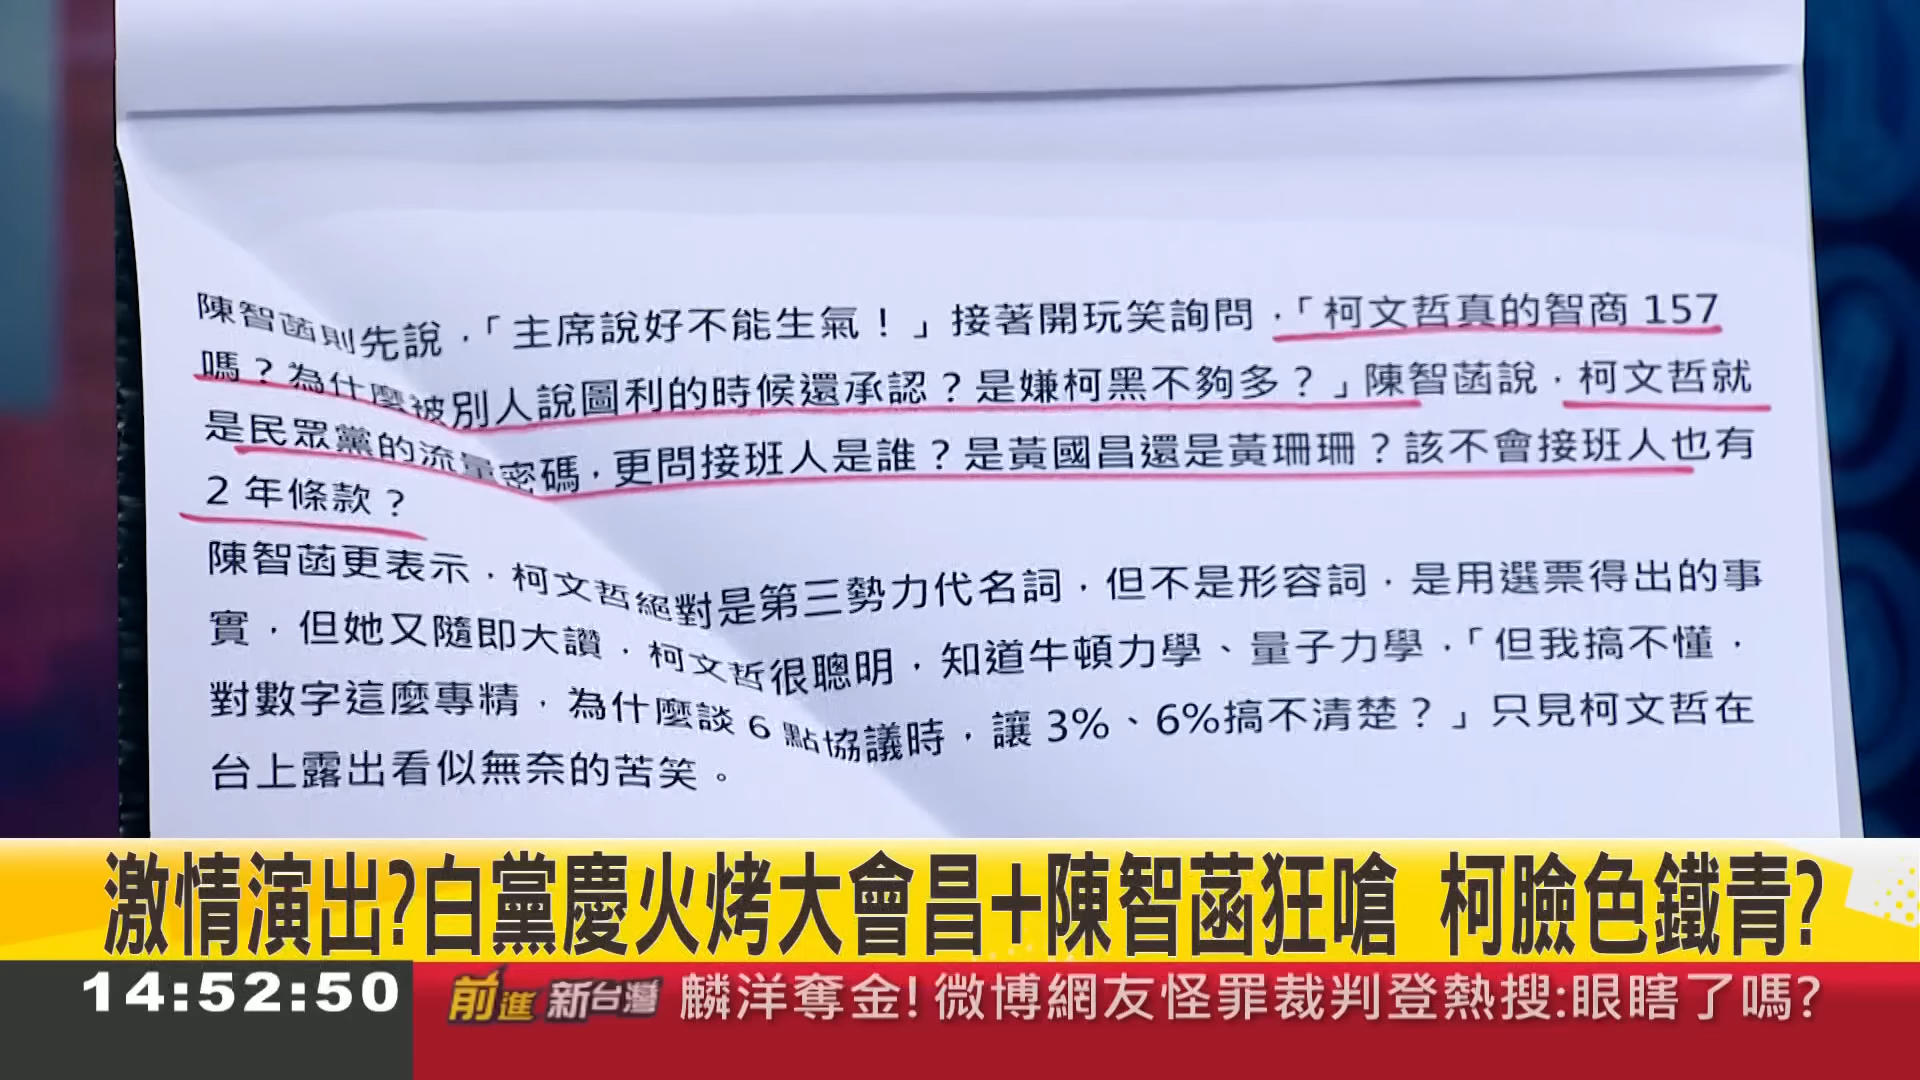 陳智菡則先說，「主席說好不能生氣！」接著開玩笑詢問，「柯文哲真的智商 157
嗎？為什麼被別人說圖利的時候還承認？是嫌柯黑不夠多？」陳智菡說，柯文哲就
是民眾黨的流量密碼，更問接班人是誰？是黃國昌還是黃珊珊？該不會接班人也有
2 年條款？
陳智菡更表示，柯文哲絕對是第三勢力代名詞，但不是形容詞，是用選票得出的事
實，但她又隨即大讚，柯文哲很聰明，知道牛頓力學、量子力學，「但我搞不懂，
對數字這麼專精，為什麼談 6 點協議時，讓 3%、6%搞不清楚？」只見柯文哲在
台上露出看似無奈的苦笑。
激情演出?白黨慶火烤大會昌+陳智菡狂嗆 柯臉色鐵青?
14:52:50
前進新台灣
麟洋奪金!微博網友怪罪裁判登熱搜:眼瞎了嗎?